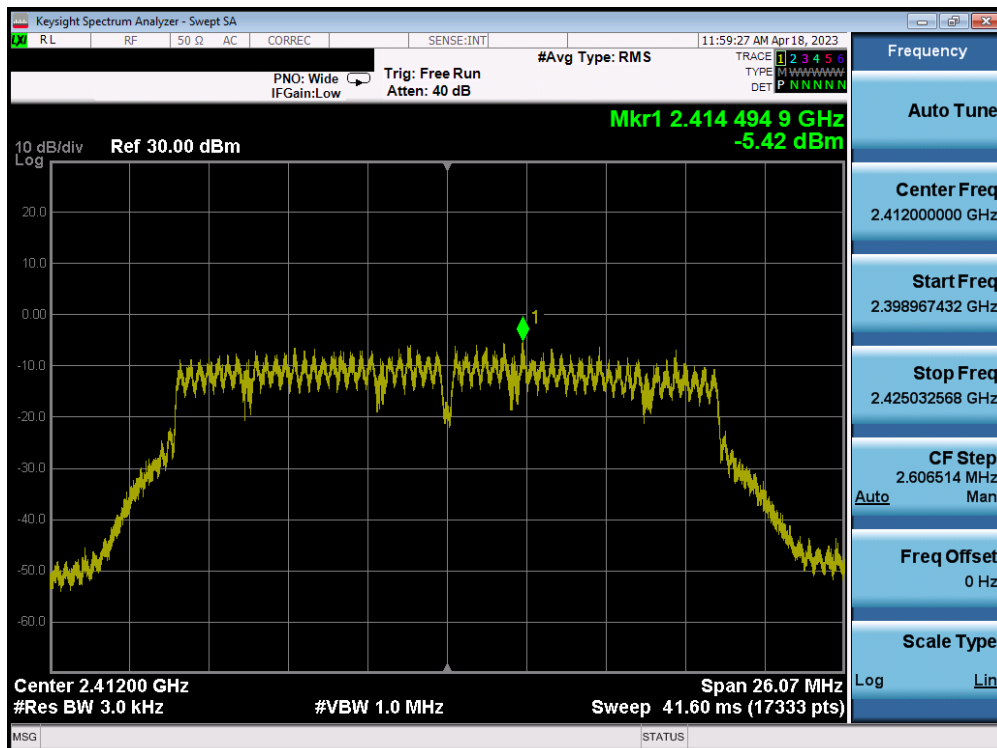 Keysight Spectrum Analyzer - Swept SA
LXI RL RF 50 Ω AC CORREC SENSE:INT 11:59:27 AM Apr 18, 2023
#Avg Type: RMS TRACE 1 2 3 4 5 6
PNO: Wide Trig: Free Run TYPE M WWWWW
IFGain:Low Atten: 40 dB DET P N N N N N
Mkr1 2.414 494 9 GHz
-5.42 dBm
10 dB/div Ref 30.00 dBm
Log
20.0
10.0
0.00
1
-10.0
-20.0
-30.0
-40.0
-50.0
-60.0
Center 2.41200 GHz Span 26.07 MHz
#Res BW 3.0 kHz #VBW 1.0 MHz Sweep 41.60 ms (17333 pts)
MSG STATUS
Frequency
Auto Tune
Center Freq
2.412000000 GHz
Start Freq
2.398967432 GHz
Stop Freq
2.425032568 GHz
CF Step
2.606514 MHz
Auto Man
Freq Offset
0 Hz
Scale Type
Log Lin